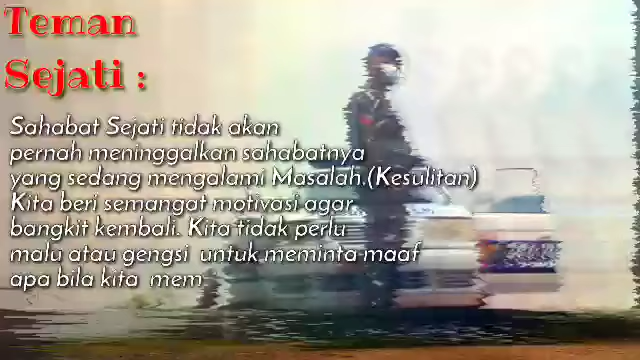 Teman
Sejati :
Sahabat Sejati tidak akan
pernah meninggalkan sahabatnya
yang sedang mengalami Masalah.(Kesulitan)
Kita beri semangat motivasi agar
bangkit kembali. Kita tidak perlu
malu atau gengsi untuk meminta maaf
apa bila kita mem